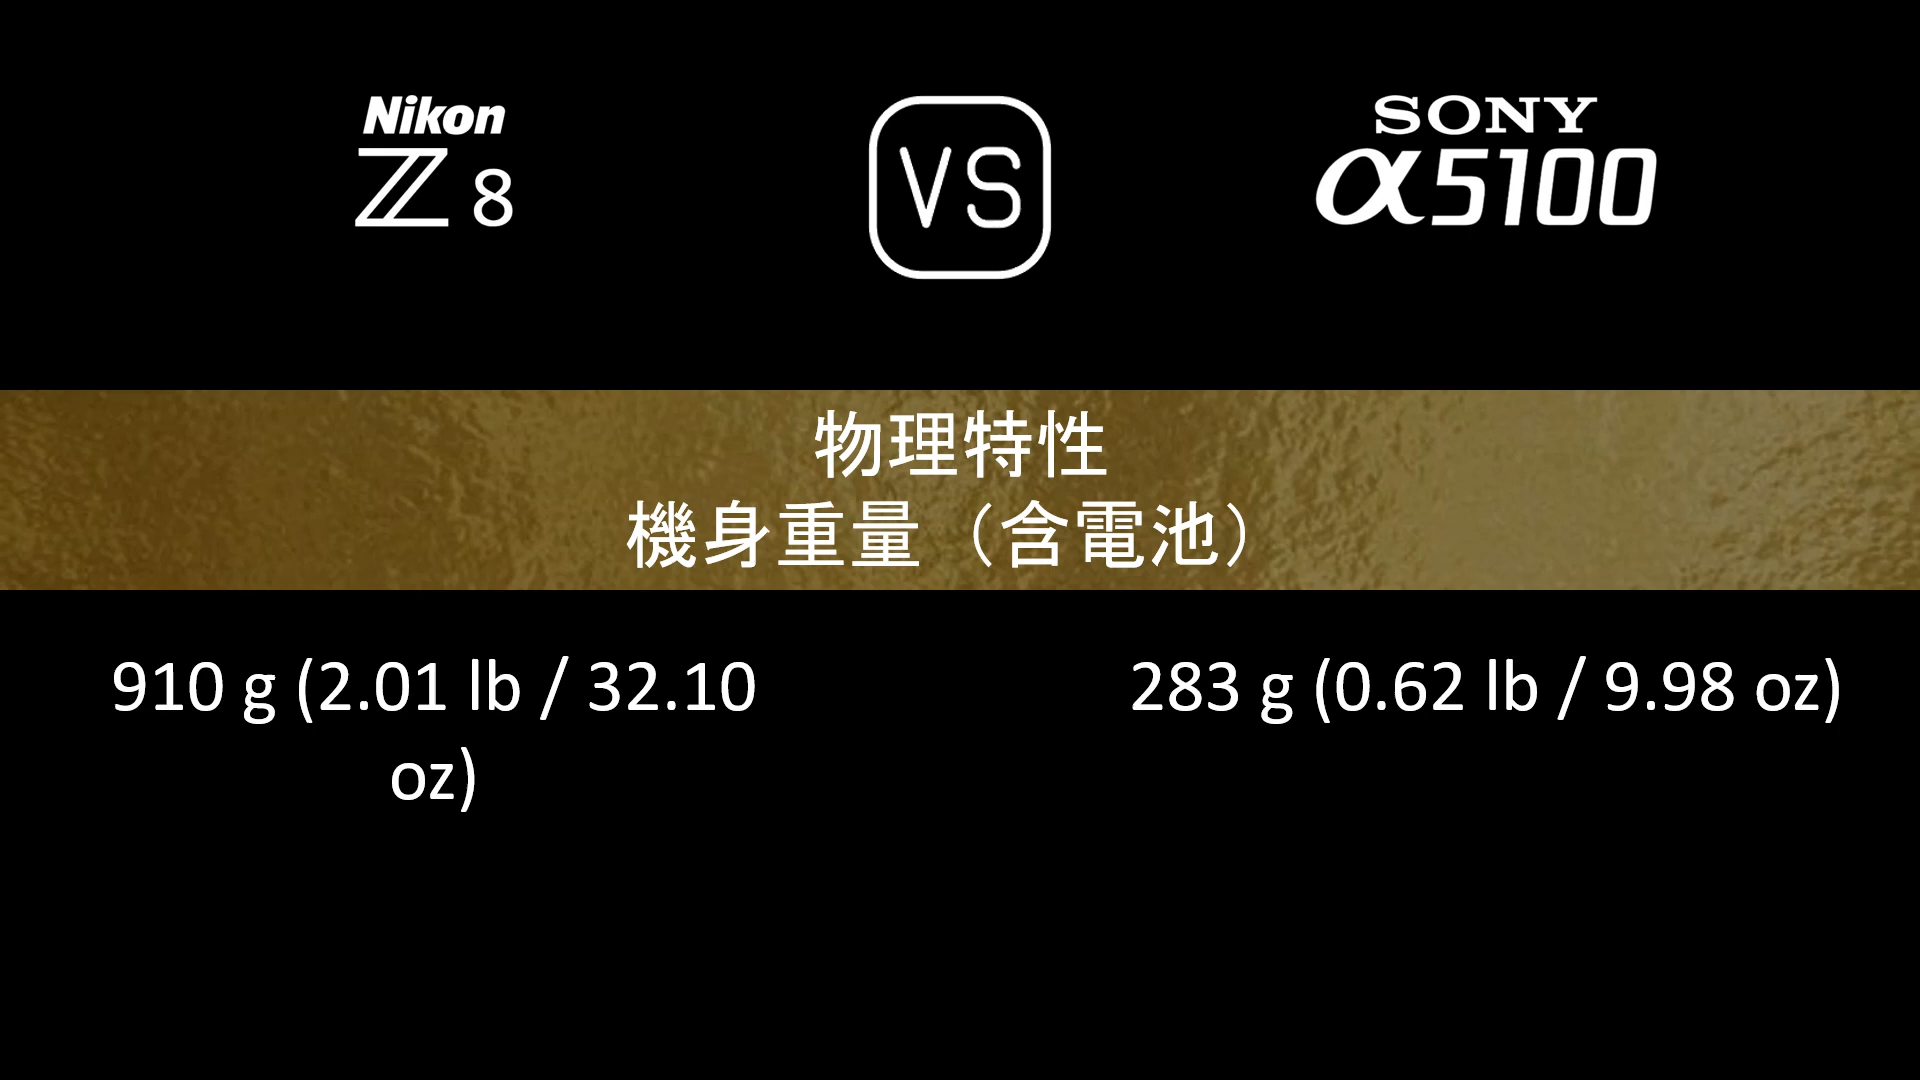 Nikon
Z 8
VS
SONY
α5100
物理特性
機身重量（含電池）
910 g (2.01 lb / 32.10
oz)
283 g (0.62 lb / 9.98 oz)